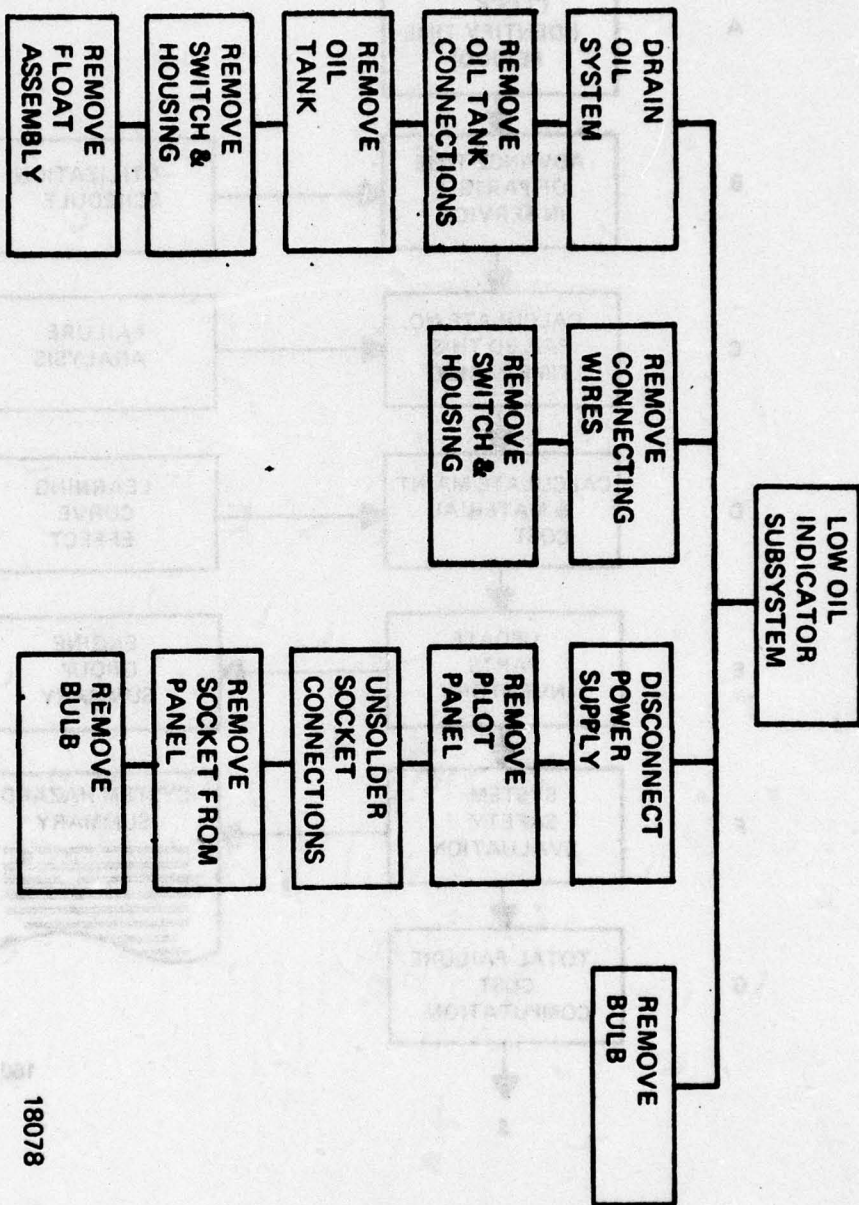 LOW OIL
INDICATOR
SUBSYSTEM
DRAIN
OIL
SYSTEM
REMOVE
OIL TANK
CONNECTIONS
REMOVE
OIL
TANK
REMOVE
SWITCH &
HOUSING
REMOVE
FLOAT
ASSEMBLY
REMOVE
CONNECTING
WIRES
REMOVE
SWITCH &
HOUSING
DISCONNECT
POWER
SUPPLY
REMOVE
PILOT
PANEL
UNSOLDER
SOCKET
CONNECTIONS
REMOVE
SOCKET FROM
PANEL
REMOVE
BULB
REMOVE
BULB
18078